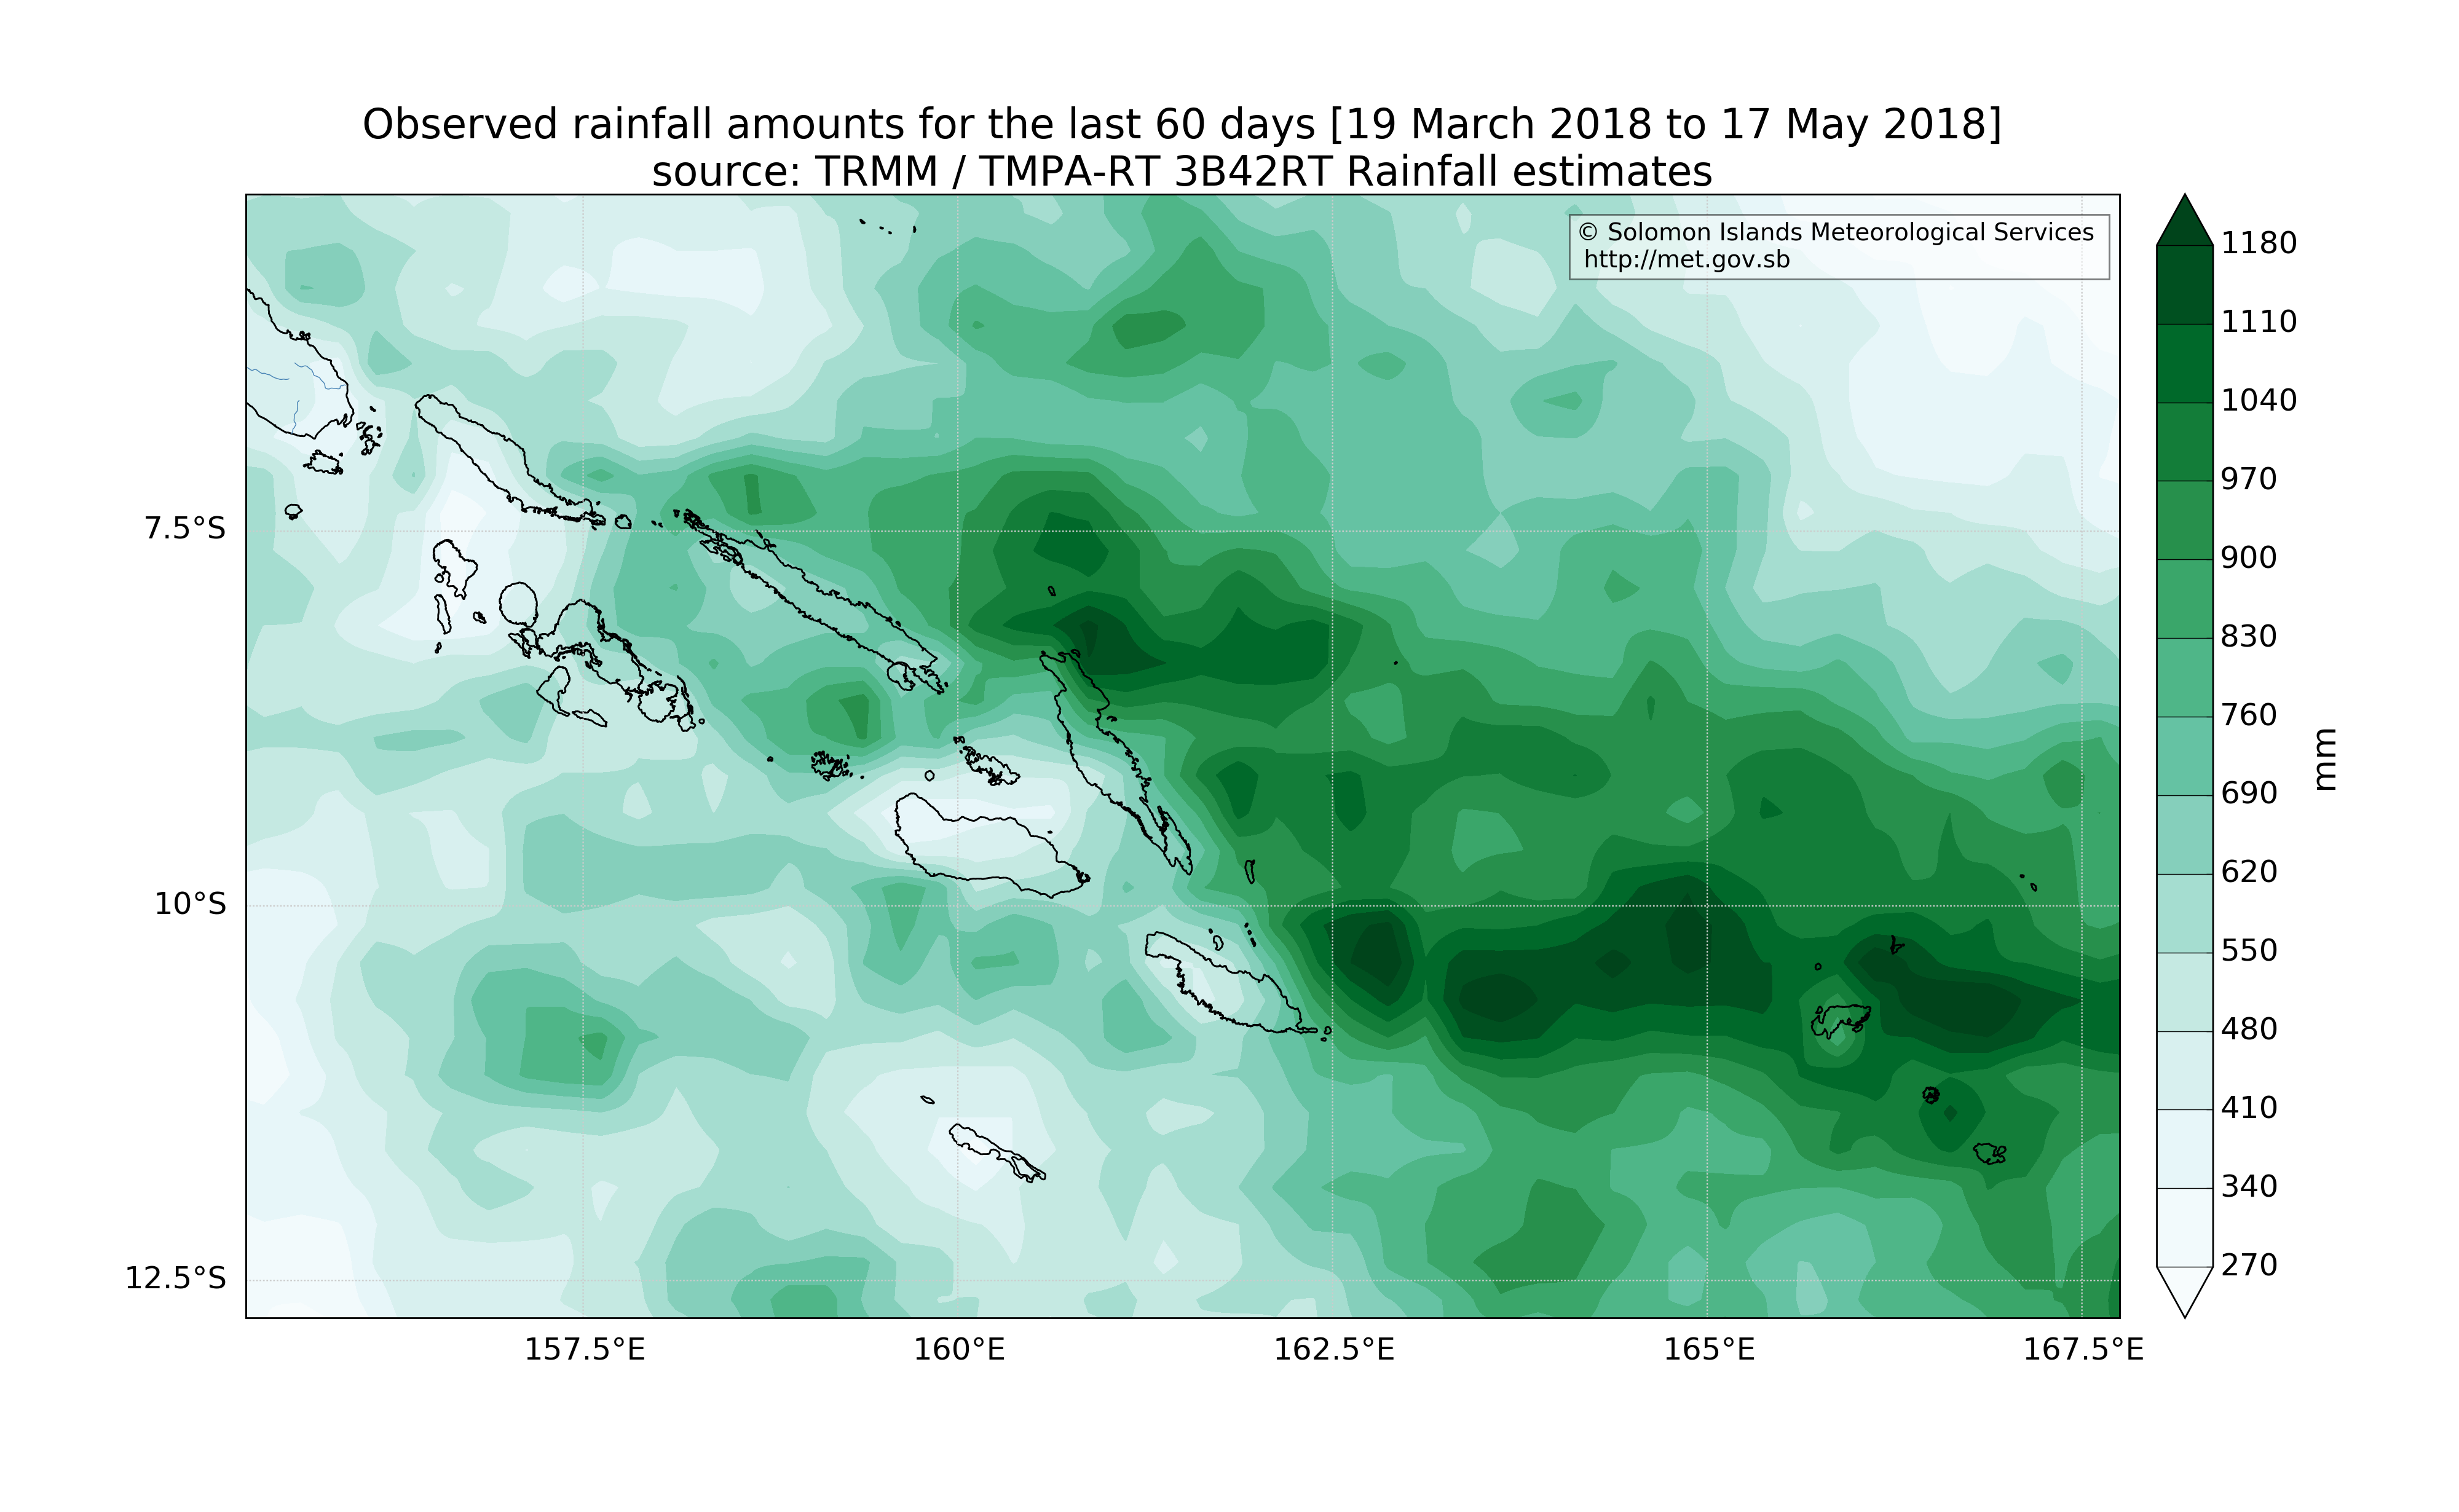 Observed rainfall amounts for the last 60 days [19 March 2018 to 17 May 2018]
source: TRMM / TMPA-RT 3B42RT Rainfall estimates
© Solomon Islands Meteorological Services
http://met.gov.sb
1180
1110
1040
970
900
830
760
690
620
550
480
410
340
270
mm
7.5°S
10°S
12.5°S
157.5°E
160°E
162.5°E
165°E
167.5°E